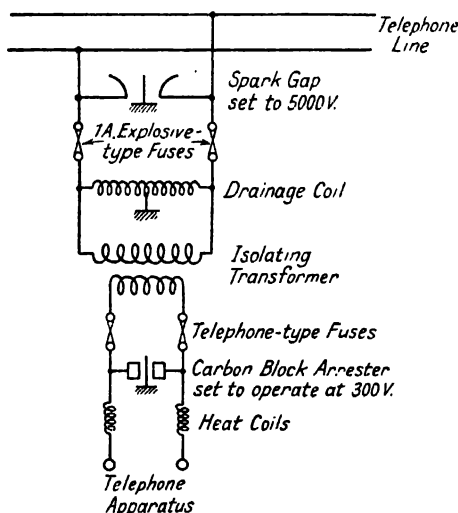 Telephone
Line
Spark Gap
set to 5000V.
1A. Explosive-
type Fuses
Drainage Coil
Isolating
Transformer
Telephone-type Fuses
Carbon Block Arrester
set to operate at 300V.
Heat Coils
Telephone
Apparatus